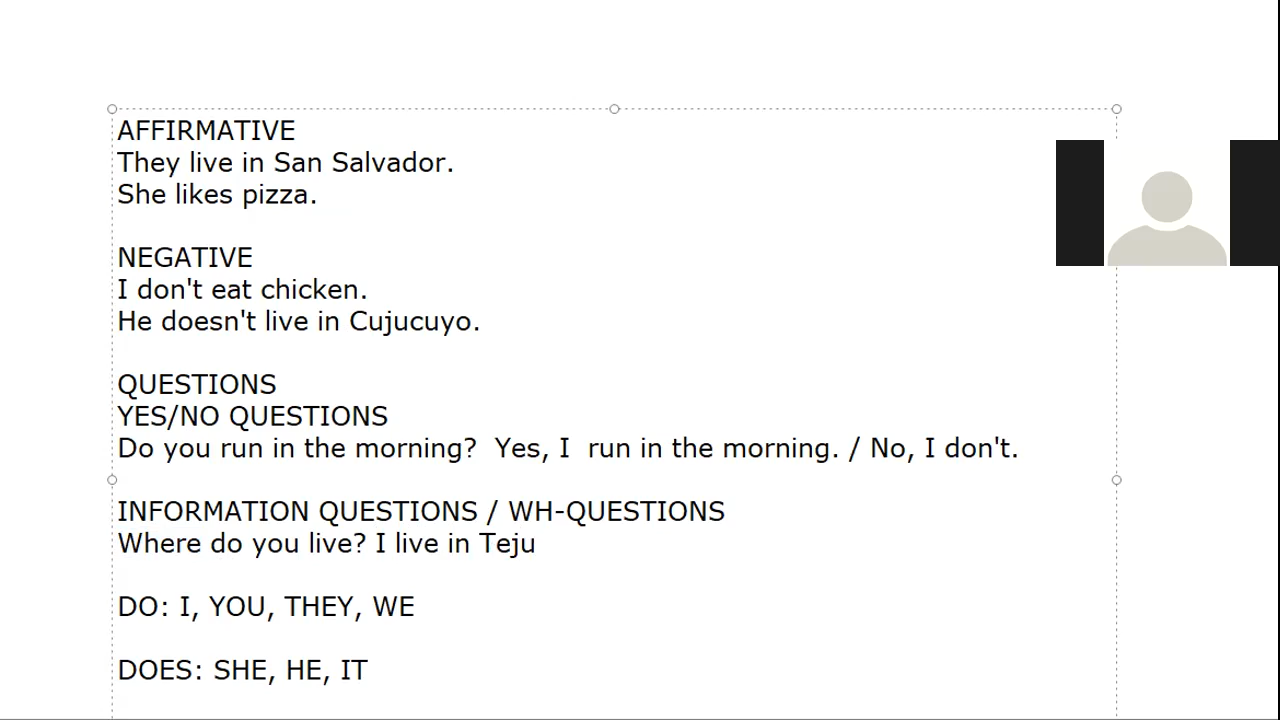 AFFIRMATIVE
They live in San Salvador.
She likes pizza.
NEGATIVE
I don't eat chicken.
He doesn't live in Cujucuyo.
QUESTIONS
YES/NO QUESTIONS
Do you run in the morning?  Yes, I  run in the morning. / No, I don't.
INFORMATION QUESTIONS / WH-QUESTIONS
Where do you live? I live in Teju
DO: I, YOU, THEY, WE
DOES: SHE, HE, IT